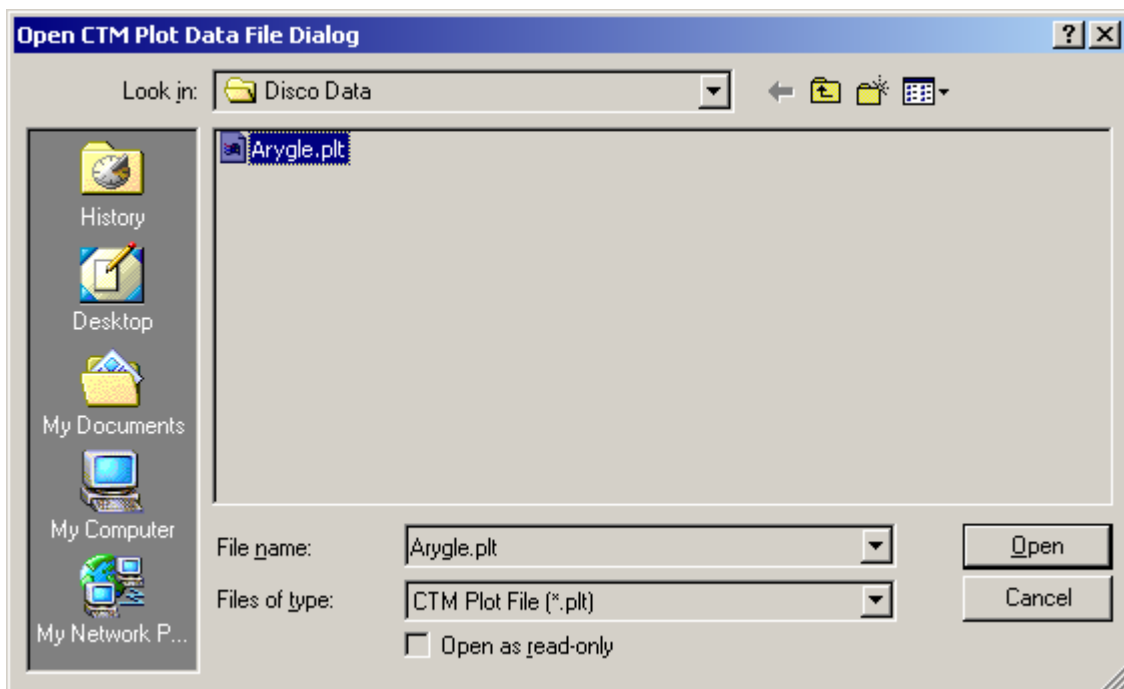 Open CTM Plot Data File Dialog
Look in: Disco Data
Arygle.plt
History
Desktop
My Documents
My Computer
My Network P...
File name: Arygle.plt Open
Files of type: CTM Plot File (*.plt) Cancel
Open as read-only